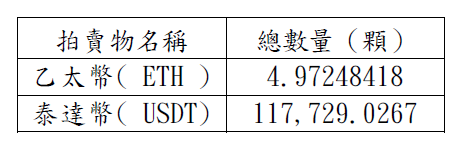 拍賣物名稱 總數量（顆）
乙太幣( ETH ) 4.97248418
泰達幣( USDT) 117,729.0267